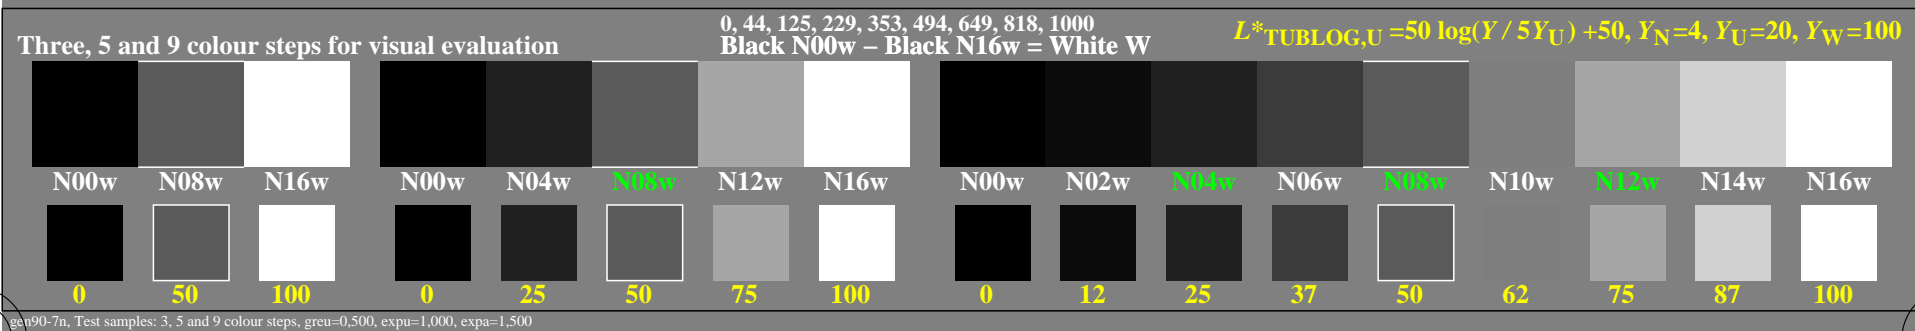 Three, 5 and 9 colour steps for visual evaluation
0, 44, 125, 229, 353, 494, 649, 818, 1000
Black N00w – Black N16w = White W
L*TUBLOG,U =50 log(Y / 5YU) +50, YN=4, YU=20, YW=100
N00w N08w N16w N00w N04w N08w N12w N16w N00w N02w N04w N06w N08w N10w N12w N14w N16w
0 50 100 0 25 50 75 100 0 12 25 37 50 62 75 87 100
gen90-7n, Test samples: 3, 5 and 9 colour steps, greu=0,500, expu=1,000, expa=1,500